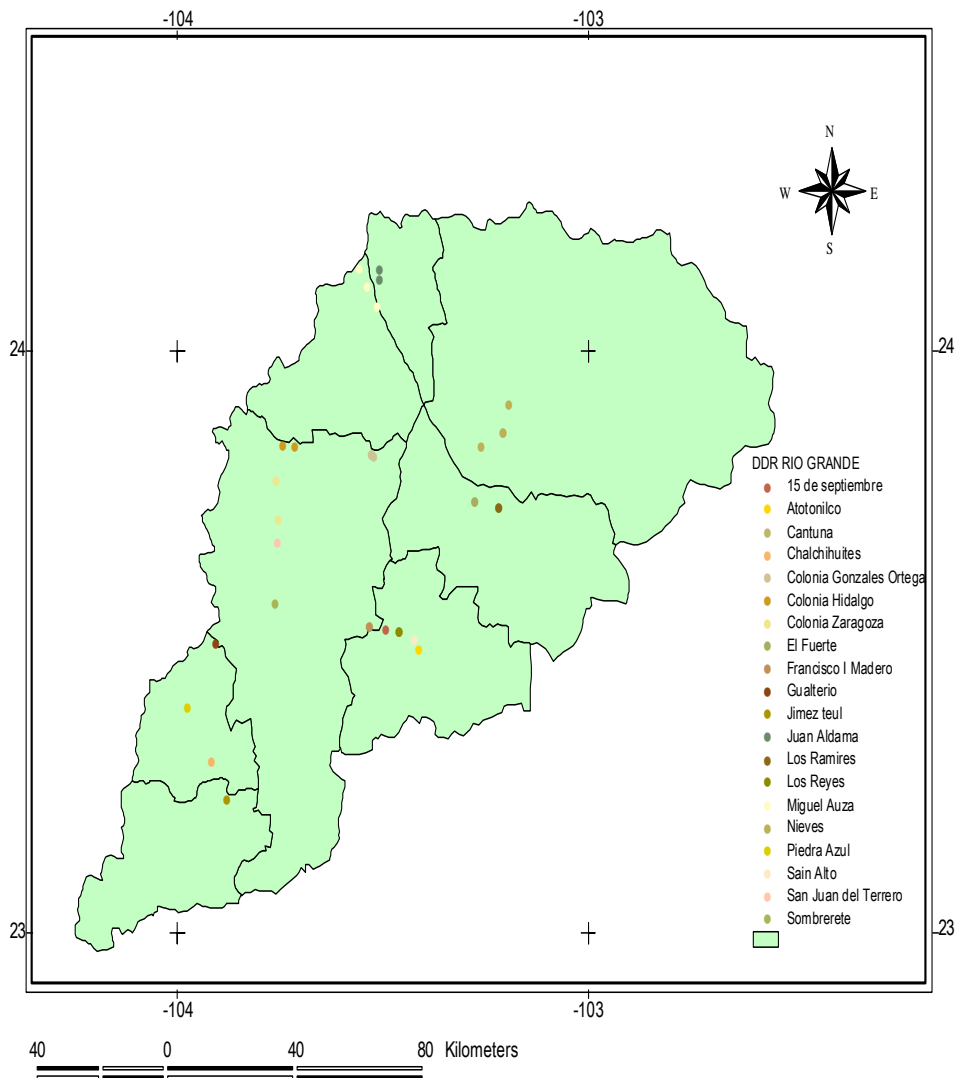 -104 -103
N
W E
S
24 24
DDR RIO GRANDE
15 de septiembre
Atotonilco
Cantuna
Chalchihuites
Colonia Gonzales Ortega
Colonia Hidalgo
Colonia Zaragoza
El Fuerte
Francisco I Madero
Gualterio
Jimez teul
Juan Aldama
Los Ramires
Los Reyes
Miguel Auza
Nieves
Piedra Azul
Sain Alto
San Juan del Terrero
Sombrerete
23 23
-104 -103
40 0 40 80 Kilometers